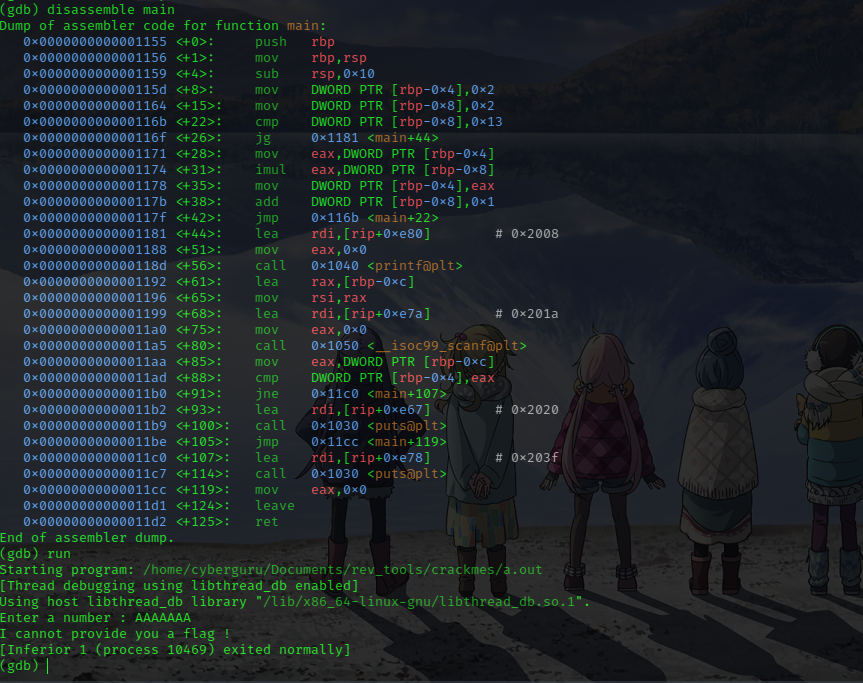 (gdb) disassemble main
Dump of assembler code for function main:
0×0000000000001155 <+0>: push rbp
0×0000000000001156 <+1>: mov rbp,rsp
0×0000000000001159 <+4>: sub rsp,0×10
0×000000000000115d <+8>: mov DWORD PTR [rbp-0×4],0×2
0×0000000000001164 <+15>: mov DWORD PTR [rbp-0×8],0×2
0×000000000000116b <+22>: cmp DWORD PTR [rbp-0×8],0×13
0×000000000000116f <+26>: jg 0×1181 <main+44>
0×0000000000001171 <+28>: mov eax,DWORD PTR [rbp-0×4]
0×0000000000001174 <+31>: imul eax,DWORD PTR [rbp-0×8]
0×0000000000001178 <+35>: mov DWORD PTR [rbp-0×4],eax
0×000000000000117b <+38>: add DWORD PTR [rbp-0×8],0×1
0×000000000000117f <+42>: jmp 0×116b <main+22>
0×0000000000001181 <+44>: lea rdi,[rip+0×e80] # 0×2008
0×0000000000001188 <+51>: mov eax,0×0
0×000000000000118d <+56>: call 0×1040 <printf@plt>
0×0000000000001192 <+61>: lea rax,[rbp-0×c]
0×0000000000001196 <+65>: mov rsi,rax
0×0000000000001199 <+68>: lea rdi,[rip+0×e7a] # 0×201a
0×00000000000011a0 <+75>: mov eax,0×0
0×00000000000011a5 <+80>: call 0×1050 <__isoc99_scanf@plt>
0×00000000000011aa <+85>: mov eax,DWORD PTR [rbp-0×c]
0×00000000000011ad <+88>: cmp DWORD PTR [rbp-0×4],eax
0×00000000000011b0 <+91>: jne 0×11c0 <main+107>
0×00000000000011b2 <+93>: lea rdi,[rip+0×e67] # 0×2020
0×00000000000011b9 <+100>: call 0×1030 <puts@plt>
0×00000000000011be <+105>: jmp 0×11cc <main+119>
0×00000000000011c0 <+107>: lea rdi,[rip+0×e78] # 0×203f
0×00000000000011c7 <+114>: call 0×1030 <puts@plt>
0×00000000000011cc <+119>: mov eax,0×0
0×00000000000011d1 <+124>: leave
0×00000000000011d2 <+125>: ret
End of assembler dump.
(gdb) run
Starting program: /home/cyberguru/Documents/rev_tools/crackmes/a.out
[Thread debugging using libthread_db enabled]
Using host libthread_db library "/lib/x86_64-linux-gnu/libthread_db.so.1".
Enter a number : AAAAAAA
I cannot provide you a flag !
[Inferior 1 (process 10469) exited normally]
(gdb)